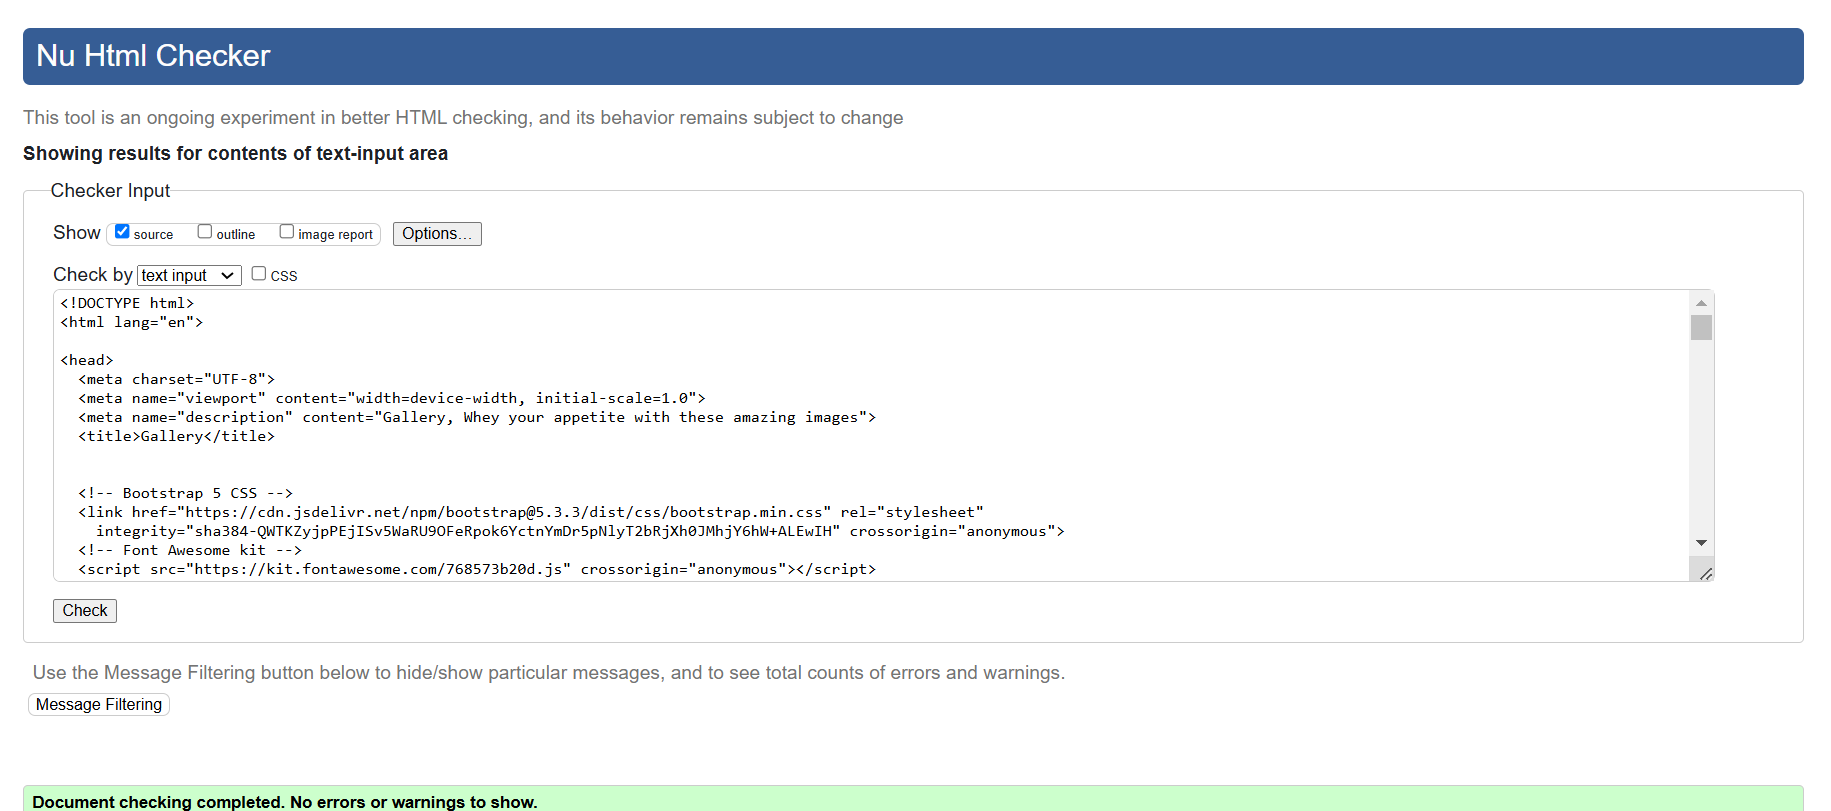 Nu Html Checker
This tool is an ongoing experiment in better HTML checking, and its behavior remains subject to change
Showing results for contents of text-input area
Checker Input
Show source outline image report Options...
Check by text input CSS
<!DOCTYPE html>
<html lang="en">
<head>
<meta charset="UTF-8">
<meta name="viewport" content="width=device-width, initial-scale=1.0">
<meta name="description" content="Gallery, Whey your appetite with these amazing images">
<title>Gallery</title>
<!-- Bootstrap 5 CSS -->
<link href="https://cdn.jsdelivr.net/npm/bootstrap@5.3.3/dist/css/bootstrap.min.css" rel="stylesheet"
integrity="sha384-QWTKZyjpPEjISv5WaRU9OFeRpok6YctnYmDr5pNlyT2bRjXh0JMhjY6hW+ALEwIH" crossorigin="anonymous">
<!-- Font Awesome kit -->
<script src="https://kit.fontawesome.com/768573b20d.js" crossorigin="anonymous"></script>
Check
Use the Message Filtering button below to hide/show particular messages, and to see total counts of errors and warnings.
Message Filtering
Document checking completed. No errors or warnings to show.